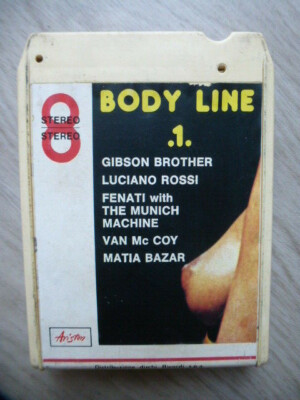 BODY LINE
.1.
8
STEREO
STEREO
GIBSON BROTHER
LUCIANO ROSSI
FENATI with
THE MUNICH
MACHINE
VAN Mc COY
MATIA BAZAR
Ariston